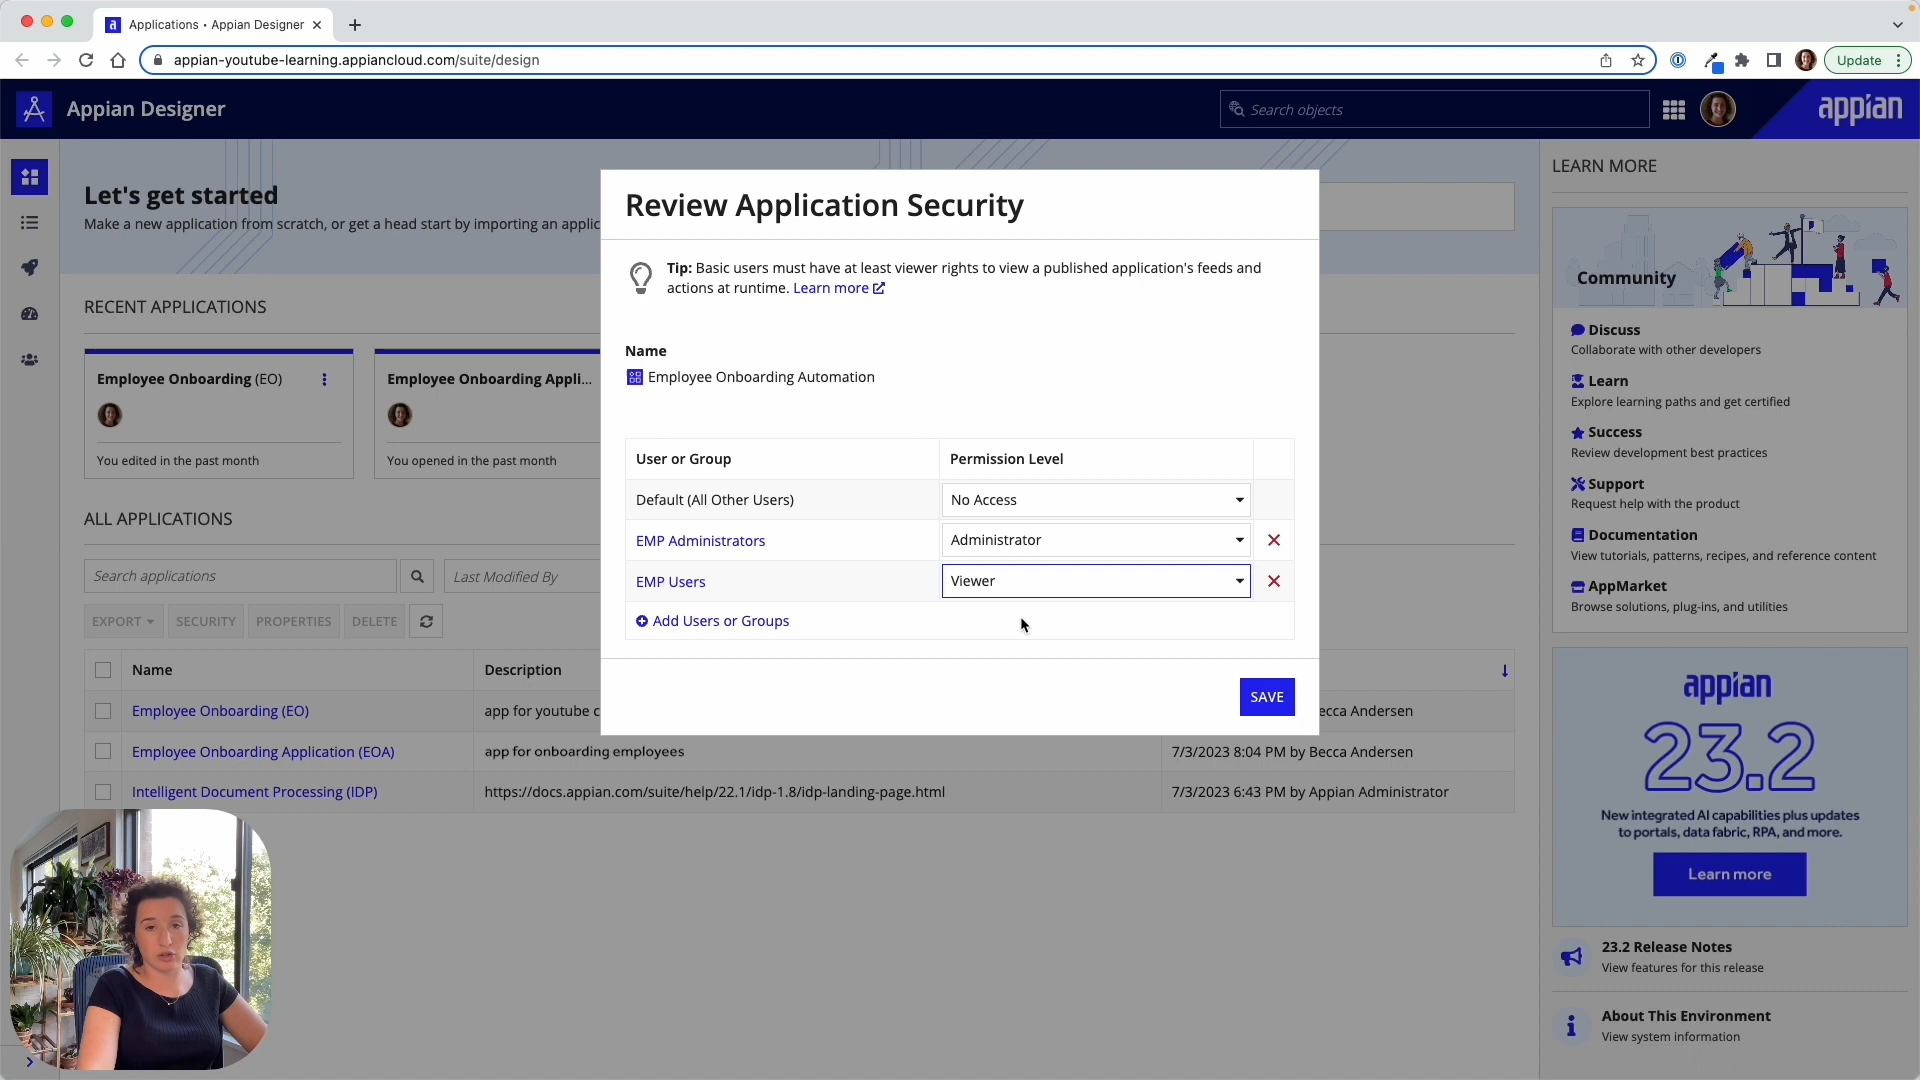 Applications • Appian Designer
appian-youtube-learning.appiancloud.com/suite/design
Update
Appian Designer
Search objects
appian
Let's get started
Make a new application from scratch, or get a head start by importing an applic
RECENT APPLICATIONS
Employee Onboarding (EO)
You edited in the past month
Employee Onboarding Appli...
You opened in the past month
ALL APPLICATIONS
Search applications
Last Modified By
EXPORT
SECURITY
PROPERTIES
DELETE
Name
Description
Employee Onboarding (EO)
app for youtube c
ecca Andersen
Employee Onboarding Application (EOA)
app for onboarding employees
7/3/2023 8:04 PM by Becca Andersen
Intelligent Document Processing (IDP)
https://docs.appian.com/suite/help/22.1/idp-1.8/idp-landing-page.html
7/3/2023 6:43 PM by Appian Administrator
Review Application Security
Tip: Basic users must have at least viewer rights to view a published application's feeds and
actions at runtime. Learn more
Name
Employee Onboarding Automation
User or Group
Permission Level
Default (All Other Users)
No Access
EMP Administrators
Administrator
EMP Users
Viewer
Add Users or Groups
SAVE
LEARN MORE
Community
Discuss
Collaborate with other developers
Learn
Explore learning paths and get certified
Success
Review development best practices
Support
Request help with the product
Documentation
View tutorials, patterns, recipes, and reference content
AppMarket
Browse solutions, plug-ins, and utilities
appian
23.2
New integrated AI capabilities plus updates
to portals, data fabric, RPA, and more.
Learn more
23.2 Release Notes
View features for this release
About This Environment
View system information